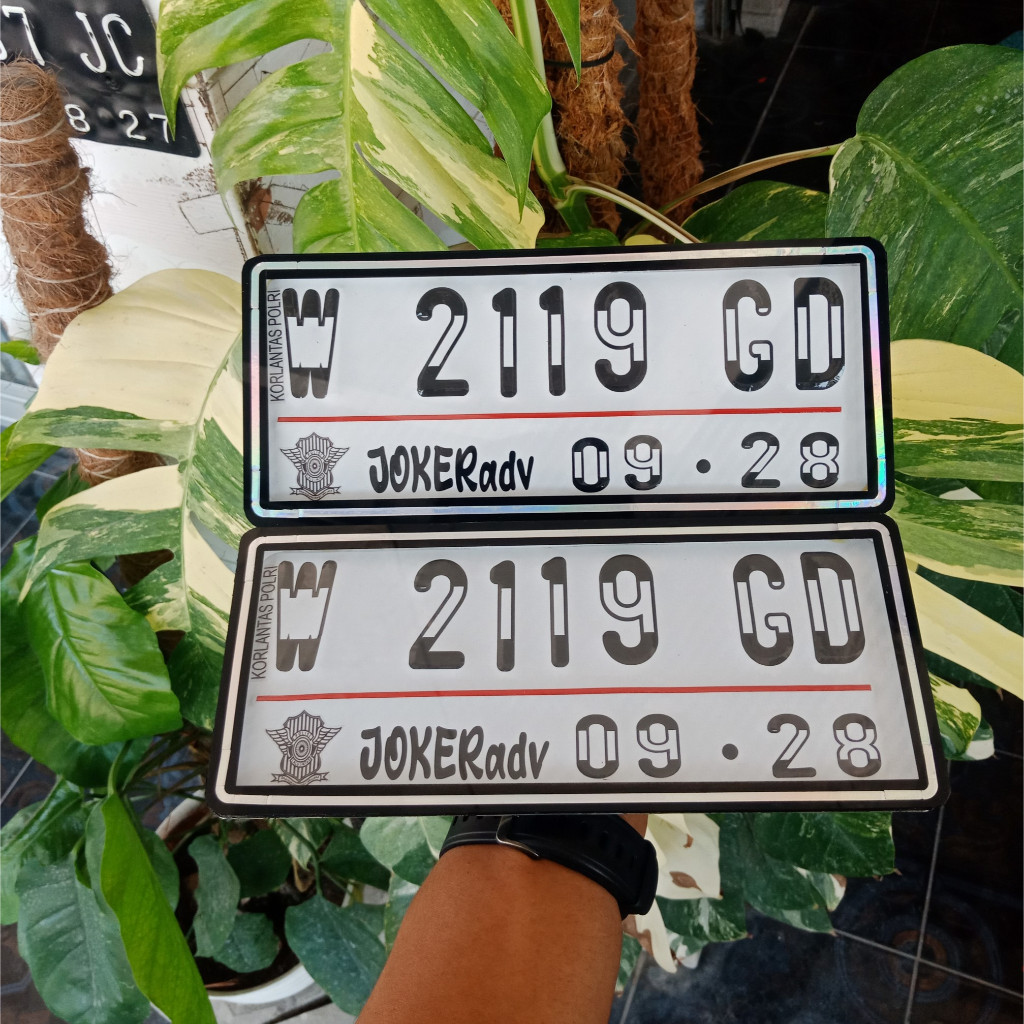 7 JC
8 27
KORLANTAS POLRI
W 2119 GD
JOKERadv 09 · 28
KORLANTAS POLRI
W 2119 GD
JOKERadv 09 · 28